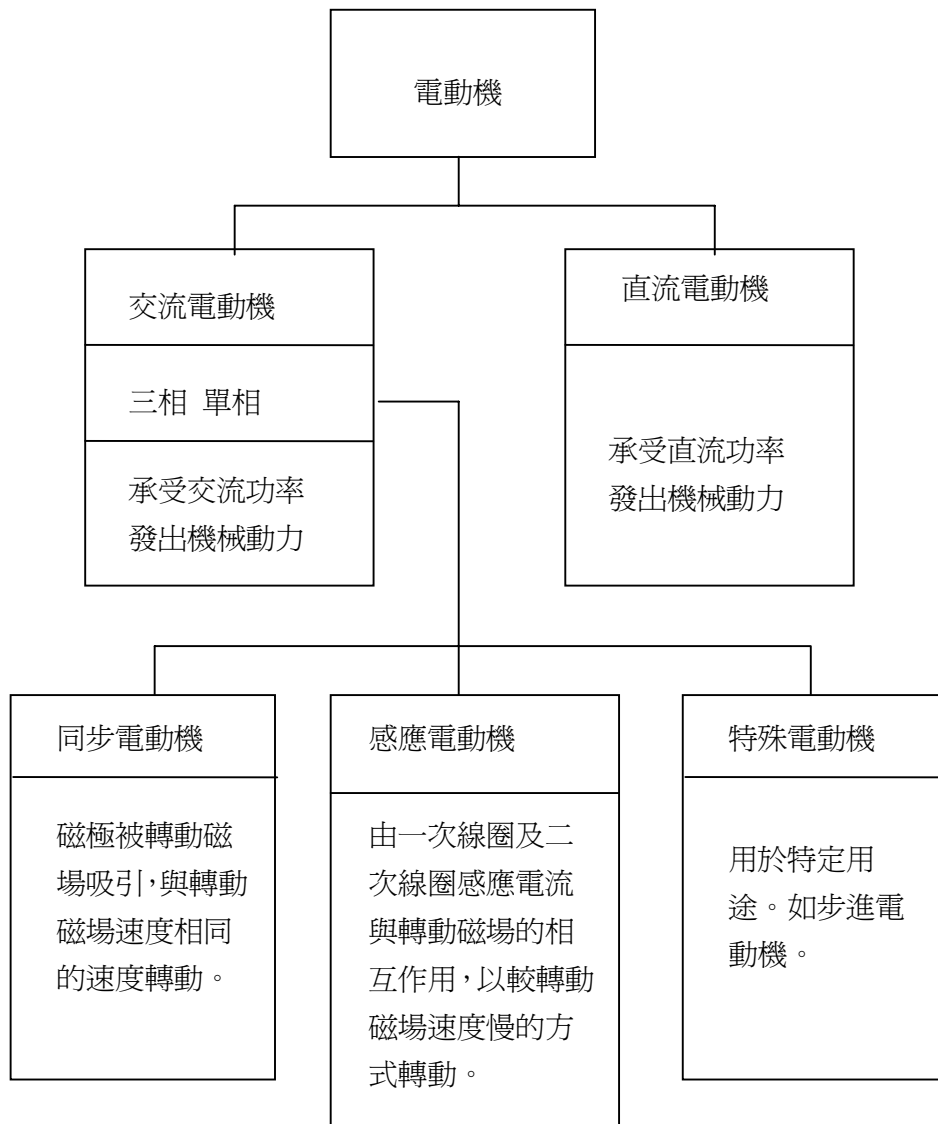 電動機
交流電動機
三相 單相
承受交流功率
發出機械動力
直流電動機
承受直流功率
發出機械動力
同步電動機
磁極被轉動磁
場吸引，與轉動
磁場速度相同
的速度轉動。
感應電動機
由一次線圈及二
次線圈感應電流
與轉動磁場的相
互作用，以較轉動
磁場速度慢的方
式轉動。
特殊電動機
用於特定用
途。如步進電
動機。